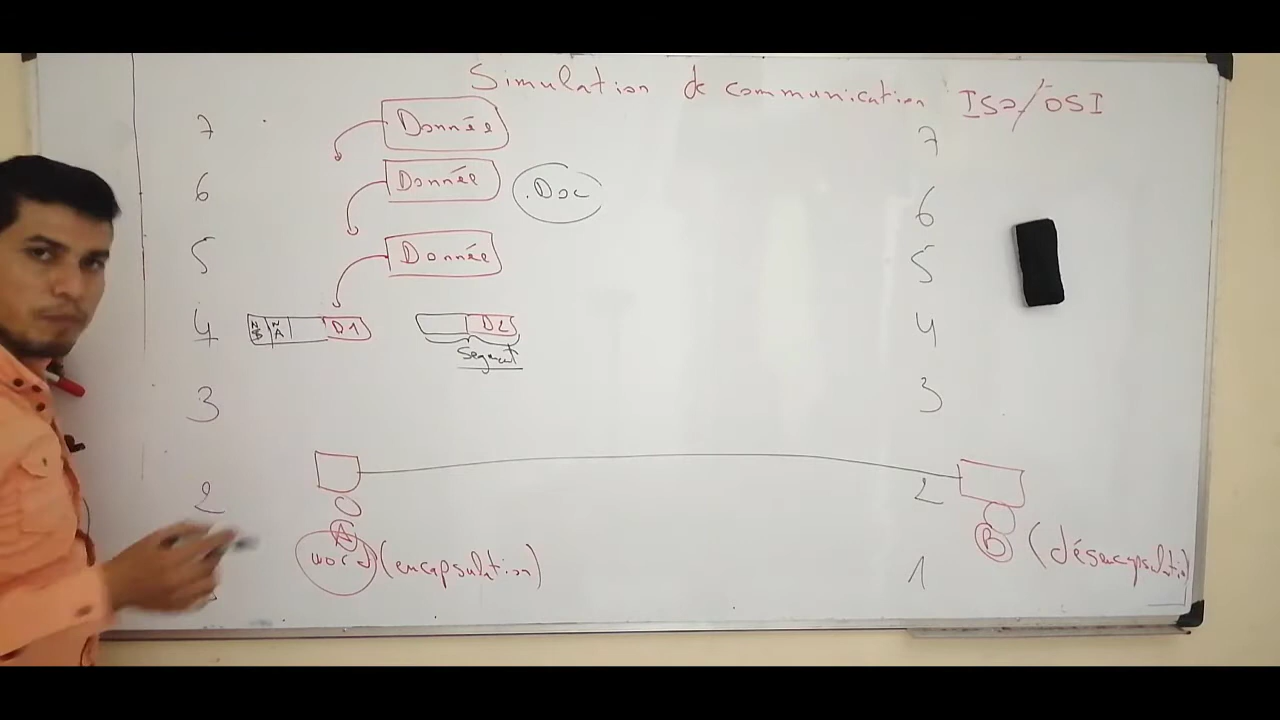 Simulation de communication ISO/OSI
7 Donnée 7
6 Donnée .Doc 6
5 Donnée 5
4 D1 D2 4
Segment
3 3
2 2
A B (désencapsulation
word (encapsulation) 1